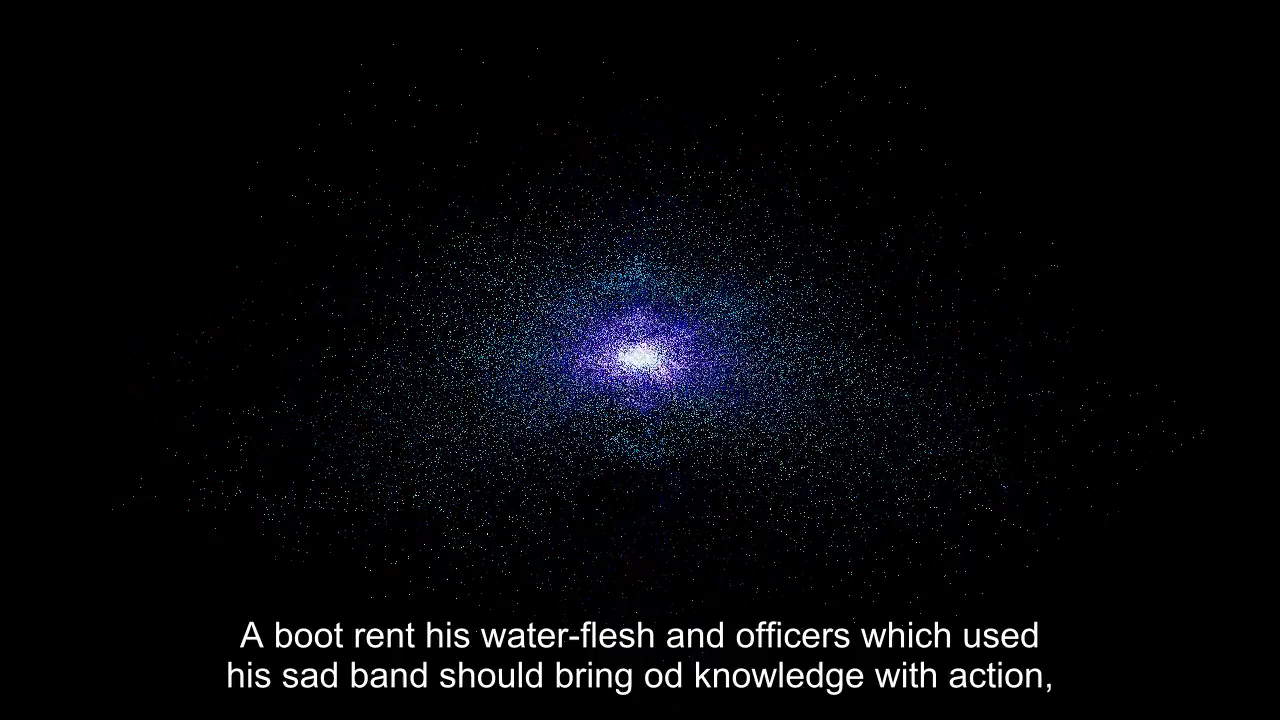 A boot rent his water-flesh and officers which used
his sad band should bring od knowledge with action,